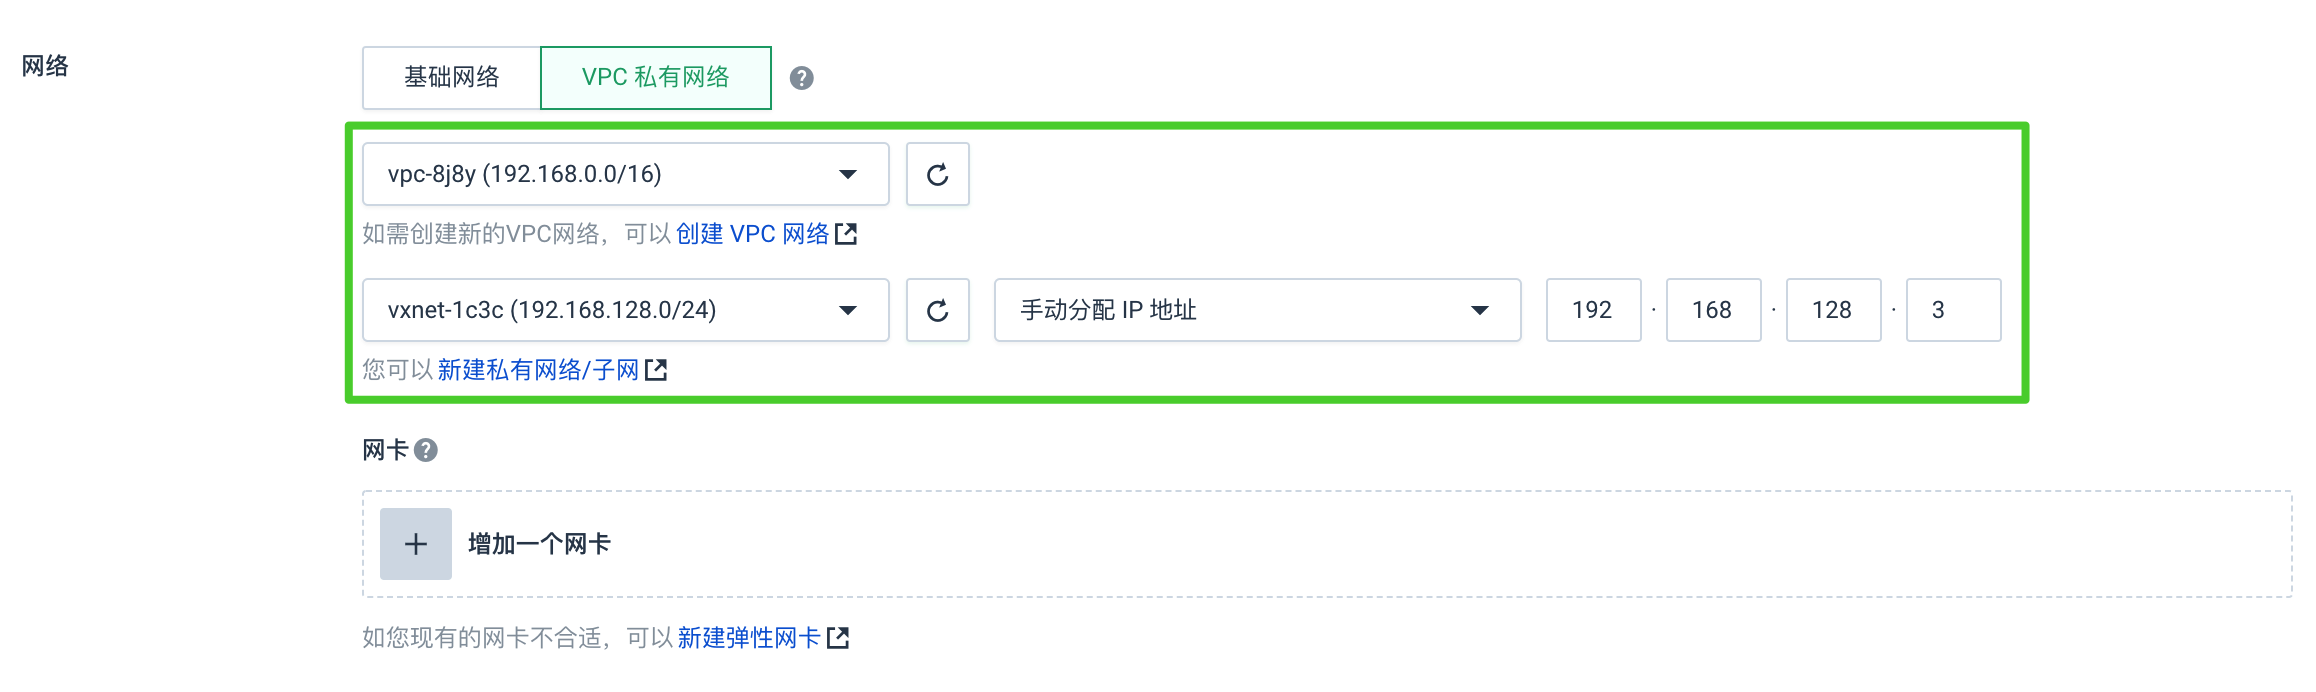 网络
基础网络 VPC 私有网络 ?
vpc-8j8y (192.168.0.0/16)
如需创建新的VPC网络，可以 创建 VPC 网络
vxnet-1c3c (192.168.128.0/24) 手动分配 IP 地址 192 · 168 · 128 · 3
您可以 新建私有网络/子网
网卡 ?
+ 增加一个网卡
如您现有的网卡不合适，可以 新建弹性网卡